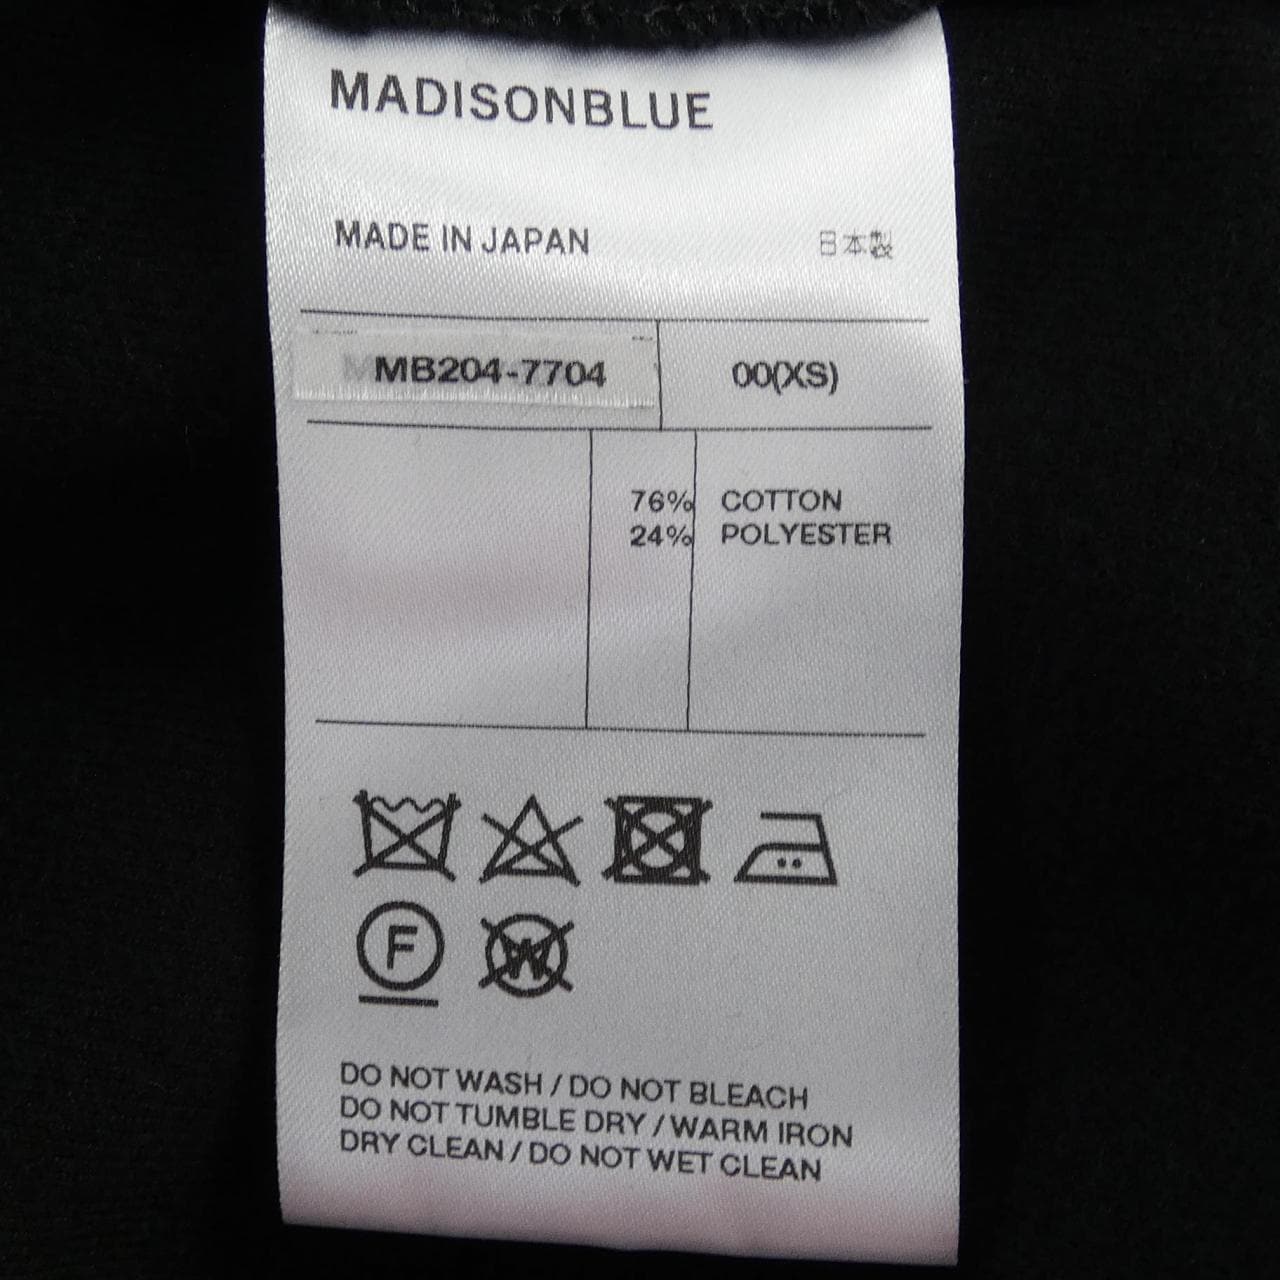 MADISONBLUE
MADE IN JAPAN 日本製
MB204-7704 00(XS)
76% COTTON
24% POLYESTER
F W
DO NOT WASH / DO NOT BLEACH
DO NOT TUMBLE DRY / WARM IRON
DRY CLEAN / DO NOT WET CLEAN